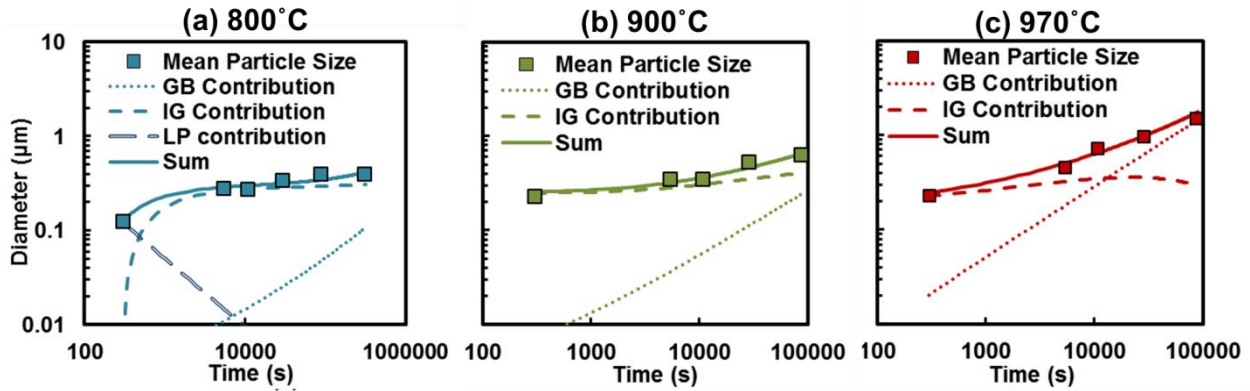 (a) 800˚C
10
1
0.1
0.01
Diameter (µm)
Mean Particle Size
GB Contribution
IG Contribution
LP contribution
Sum
100
10000
1000000
Time (s)
(b) 900˚C
Mean Particle Size
GB Contribution
IG Contribution
Sum
100
1000
10000
100000
Time (s)
(c) 970˚C
Mean Particle Size
GB Contribution
IG Contribution
Sum
100
1000
10000
100000
Time (s)